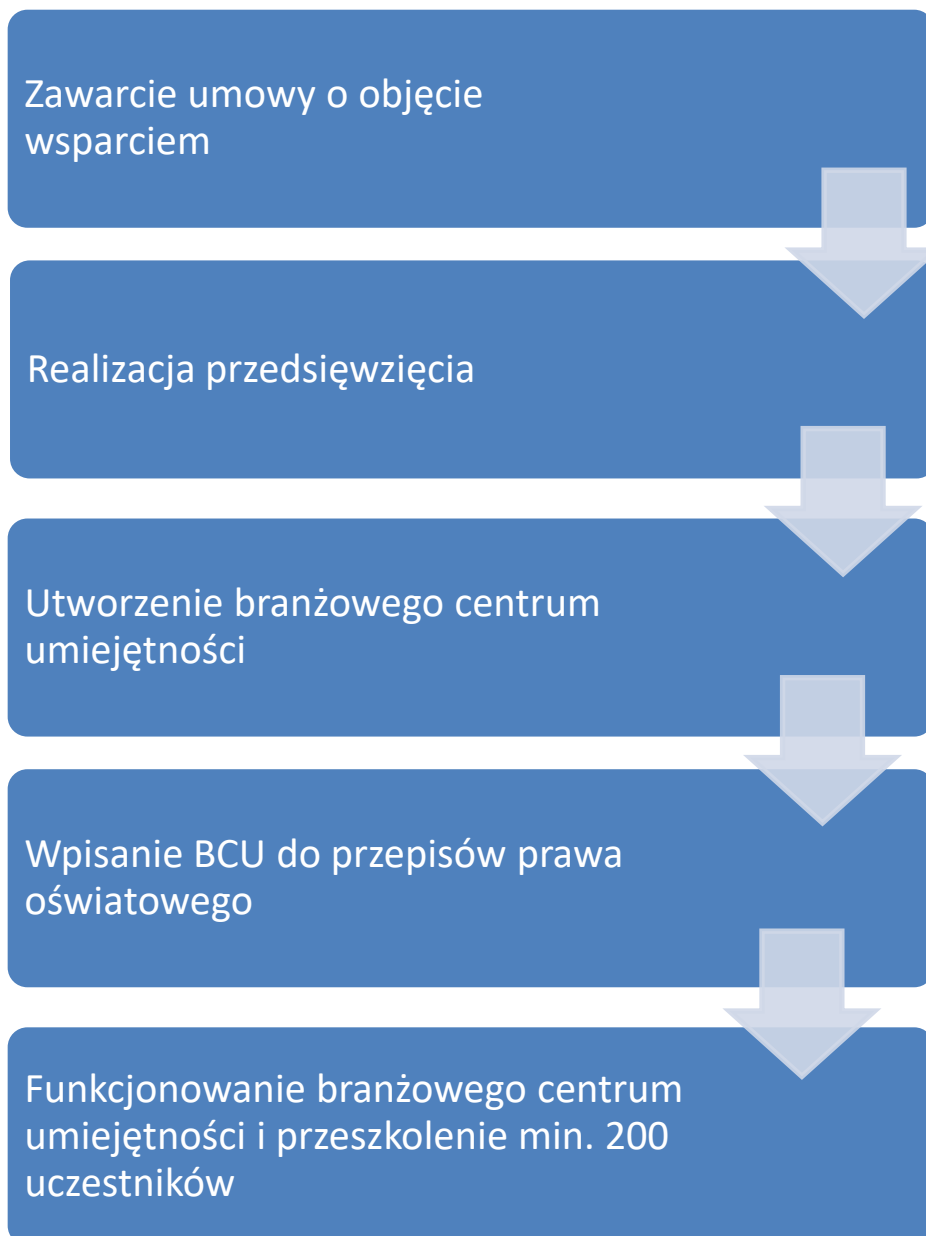 Zawarcie umowy o objęcie
wsparciem
Realizacja przedsięwzięcia
Utworzenie branżowego centrum
umiejętności
Wpisanie BCU do przepisów prawa
oświatowego
Funkcjonowanie branżowego centrum
umiejętności i przeszkolenie min. 200
uczestników